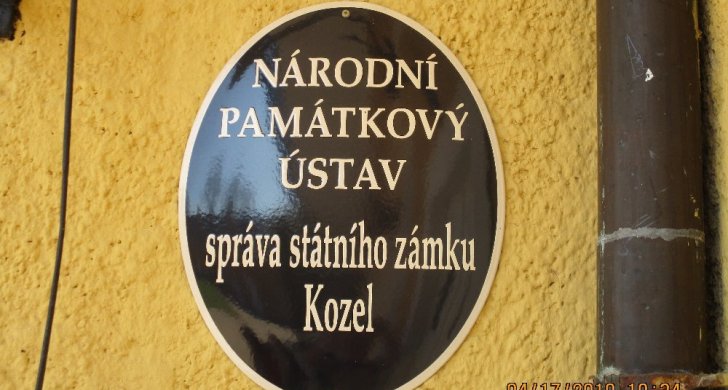 NÁRODNÍ
PAMÁTKOVÝ
ÚSTAV
správa státního zámku
Kozel